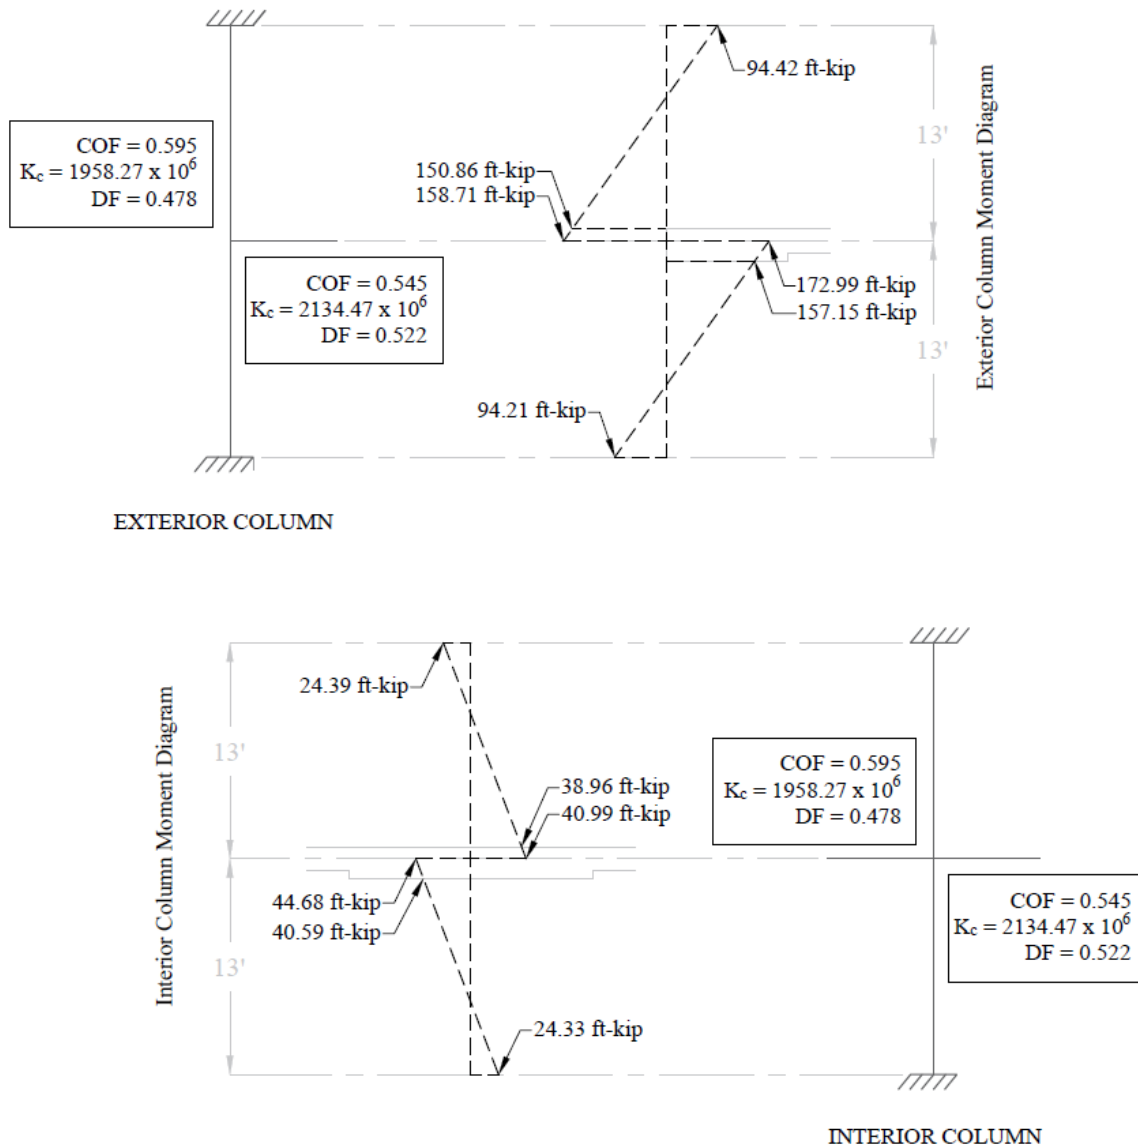 94.42 ft-kip
Exterior Column Moment Diagram
13'
COF = 0.595
K_c = 1958.27 x 10^6
DF = 0.478
150.86 ft-kip
158.71 ft-kip
COF = 0.545
K_c = 2134.47 x 10^6
DF = 0.522
172.99 ft-kip
157.15 ft-kip
13'
94.21 ft-kip
EXTERIOR COLUMN
24.39 ft-kip
Interior Column Moment Diagram
13'
COF = 0.595
K_c = 1958.27 x 10^6
DF = 0.478
38.96 ft-kip
40.99 ft-kip
44.68 ft-kip
40.59 ft-kip
COF = 0.545
K_c = 2134.47 x 10^6
DF = 0.522
13'
24.33 ft-kip
INTERIOR COLUMN